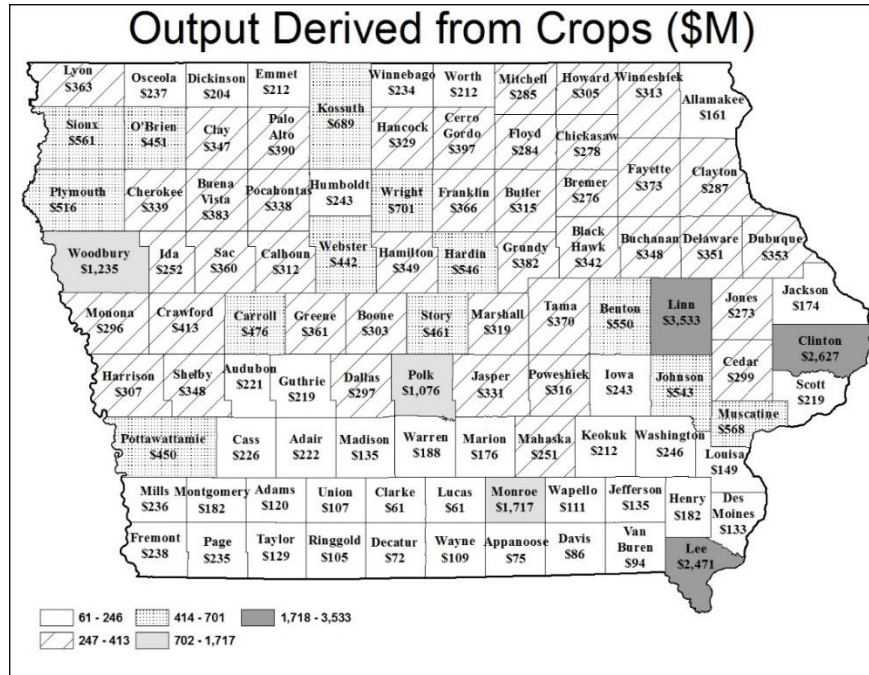 Output Derived from Crops ($M)
Lyon
$363
Osceola
$237
Dickinson
$204
Emmet
$212
Kossuth
$689
Winnebago
$234
Worth
$212
Mitchell
$285
Howard
$305
Winneshiek
$313
Allamakee
$161
Sioux
$561
O'Brien
$451
Clay
$347
Palo
Alto
$390
Hancock
$329
Cerro
Gordo
$397
Floyd
$284
Chickasaw
$278
Plymouth
$516
Cherokee
$339
Buena
Vista
$383
Pocahontas
$338
Humboldt
$243
Wright
$701
Franklin
$366
Butler
$315
Bremer
$276
Fayette
$373
Clayton
$287
Woodbury
$1,235
Ida
$252
Sac
$360
Calhoun
$312
Webster
$442
Hamilton
$349
Hardin
$546
Grundy
$382
Black
Hawk
$342
Buchanan
$348
Delaware
$351
Dubuque
$353
Monona
$296
Crawford
$413
Carroll
$476
Greene
$361
Boone
$303
Story
$461
Marshall
$319
Tama
$370
Benton
$550
Linn
$3,533
Jones
$273
Jackson
$174
Clinton
$2,627
Harrison
$307
Shelby
$348
Audubon
$221
Guthrie
$219
Dallas
$297
Polk
$1,076
Jasper
$331
Poweshiek
$316
Iowa
$243
Johnson
$543
Cedar
$299
Scott
$219
Muscatine
$568
Pottawattamie
$450
Cass
$226
Adair
$222
Madison
$135
Warren
$188
Marion
$176
Mahaska
$251
Keokuk
$212
Washington
$246
Louisa
$149
Mills
$236
Montgomery
$182
Adams
$120
Union
$107
Clarke
$61
Lucas
$61
Monroe
$1,717
Wapello
$111
Jefferson
$135
Henry
$182
Des
Moines
$133
Fremont
$238
Page
$235
Taylor
$129
Ringgold
$105
Decatur
$72
Wayne
$109
Appanoose
$75
Davis
$86
Van
Buren
$94
Lee
$2,471
61 - 246
414 - 701
1,718 - 3,533
247 - 413
702 - 1,717